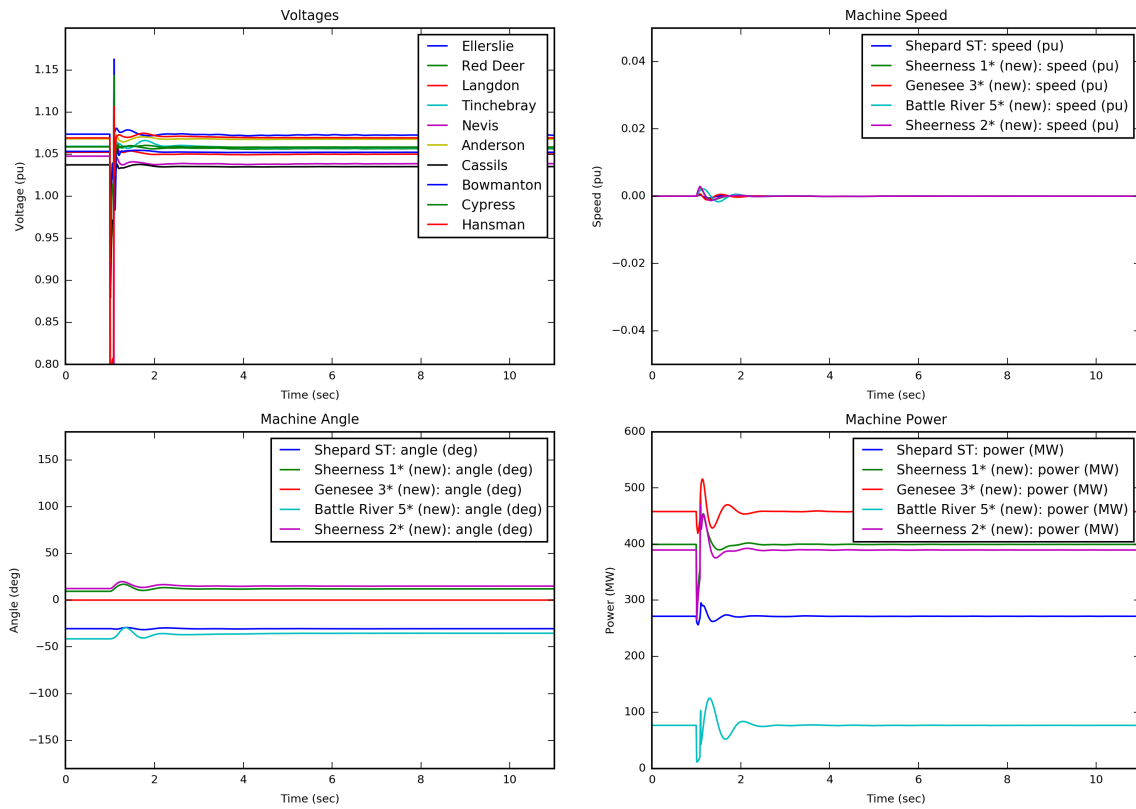 Voltages
Voltage (pu)
1.15
1.10
1.05
1.00
0.95
0.90
0.85
0.80
0 2 4 6 8 10
Time (sec)
Ellerslie
Red Deer
Langdon
Tinchebray
Nevis
Anderson
Cassils
Bowmanton
Cypress
Hansman
Machine Speed
Speed (pu)
0.04
0.02
0.00
−0.02
−0.04
0 2 4 6 8 10
Time (sec)
Shepard ST: speed (pu)
Sheerness 1* (new): speed (pu)
Genesee 3* (new): speed (pu)
Battle River 5* (new): speed (pu)
Sheerness 2* (new): speed (pu)
Machine Angle
Angle (deg)
150
100
50
0
−50
−100
−150
0 2 4 6 8 10
Time (sec)
Shepard ST: angle (deg)
Sheerness 1* (new): angle (deg)
Genesee 3* (new): angle (deg)
Battle River 5* (new): angle (deg)
Sheerness 2* (new): angle (deg)
Machine Power
Power (MW)
600
500
400
300
200
100
0
0 2 4 6 8 10
Time (sec)
Shepard ST: power (MW)
Sheerness 1* (new): power (MW)
Genesee 3* (new): power (MW)
Battle River 5* (new): power (MW)
Sheerness 2* (new): power (MW)